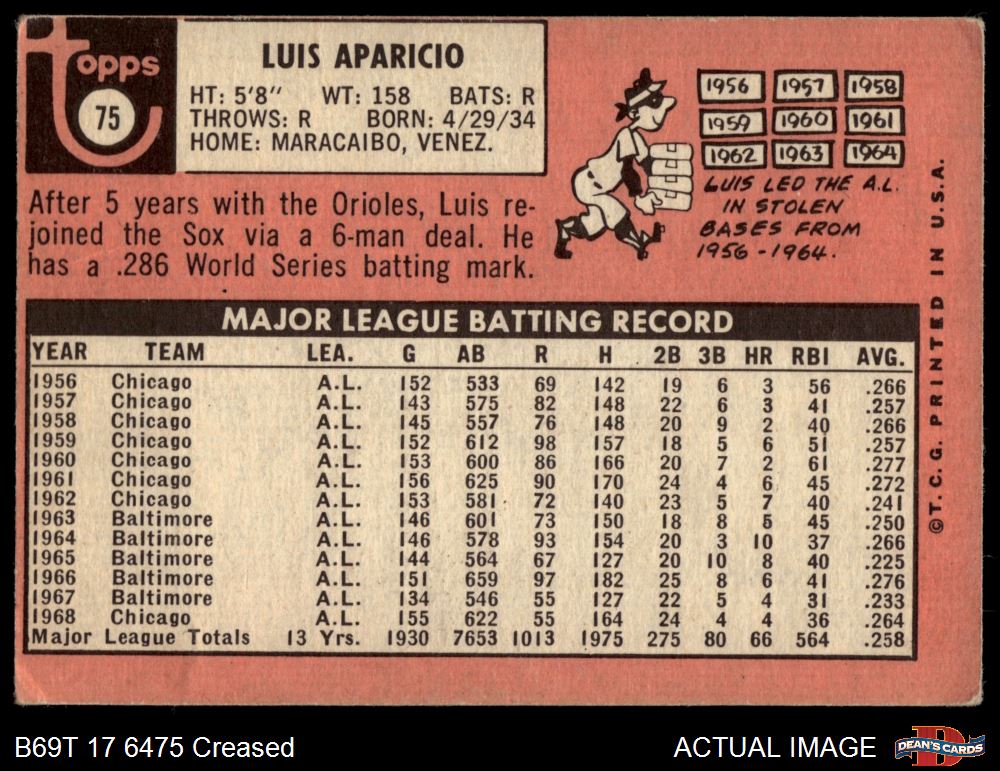 Topps
75
LUIS APARICIO
HT: 5'8" WT: 158 BATS: R
THROWS: R BORN: 4/29/34
HOME: MARACAIBO, VENEZ.
After 5 years with the Orioles, Luis re-
joined the Sox via a 6-man deal. He
has a .286 World Series batting mark.
1956 1957 1958
1959 1960 1961
1962 1963 1964
LUIS LED THE A.L.
IN STOLEN
BASES FROM
1956-1964.
MAJOR LEAGUE BATTING RECORD
YEAR TEAM LEA. G AB R H 2B 3B HR RBI AVG.
1956 Chicago A.L. 152 533 69 142 19 6 3 56 .266
1957 Chicago A.L. 143 575 82 148 22 6 3 41 .257
1958 Chicago A.L. 145 557 76 148 20 9 2 40 .266
1959 Chicago A.L. 152 612 98 157 18 5 6 51 .257
1960 Chicago A.L. 153 600 86 166 20 7 2 61 .277
1961 Chicago A.L. 156 625 90 170 24 4 6 45 .272
1962 Chicago A.L. 153 581 72 140 23 5 7 40 .241
1963 Baltimore A.L. 146 601 73 150 18 8 5 45 .250
1964 Baltimore A.L. 146 578 93 154 20 3 10 37 .266
1965 Baltimore A.L. 144 564 67 127 20 10 8 40 .225
1966 Baltimore A.L. 151 659 97 182 25 8 6 41 .276
1967 Baltimore A.L. 134 546 55 127 22 5 4 31 .233
1968 Chicago A.L. 155 622 55 164 24 4 4 36 .264
Major League Totals 13 Yrs. 1930 7653 1013 1975 275 80 66 564 .258
©T.C.G. PRINTED IN U.S.A.
B69T 17 6475 Creased
ACTUAL IMAGE
D
DEAN'S CARDS